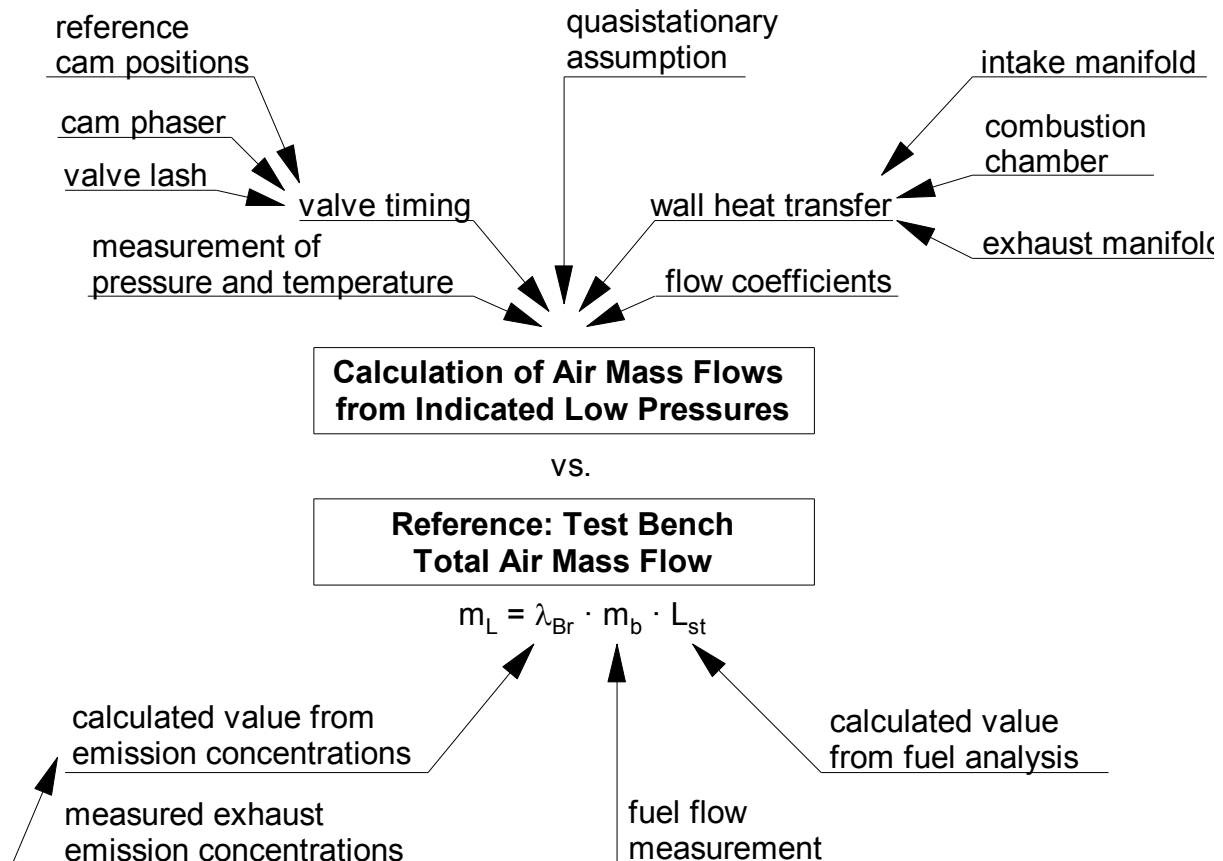 reference
cam positions
quasistationary
assumption
intake manifold
cam phaser
combustion
chamber
valve lash
valve timing
wall heat transfer
measurement of
pressure and temperature
flow coefficients
exhaust manifold
Calculation of Air Mass Flows
from Indicated Low Pressures
vs.
Reference: Test Bench
Total Air Mass Flow
m_L = λ_Br · m_b · L_st
calculated value from
emission concentrations
calculated value
from fuel analysis
measured exhaust
emission concentrations
fuel flow
measurement